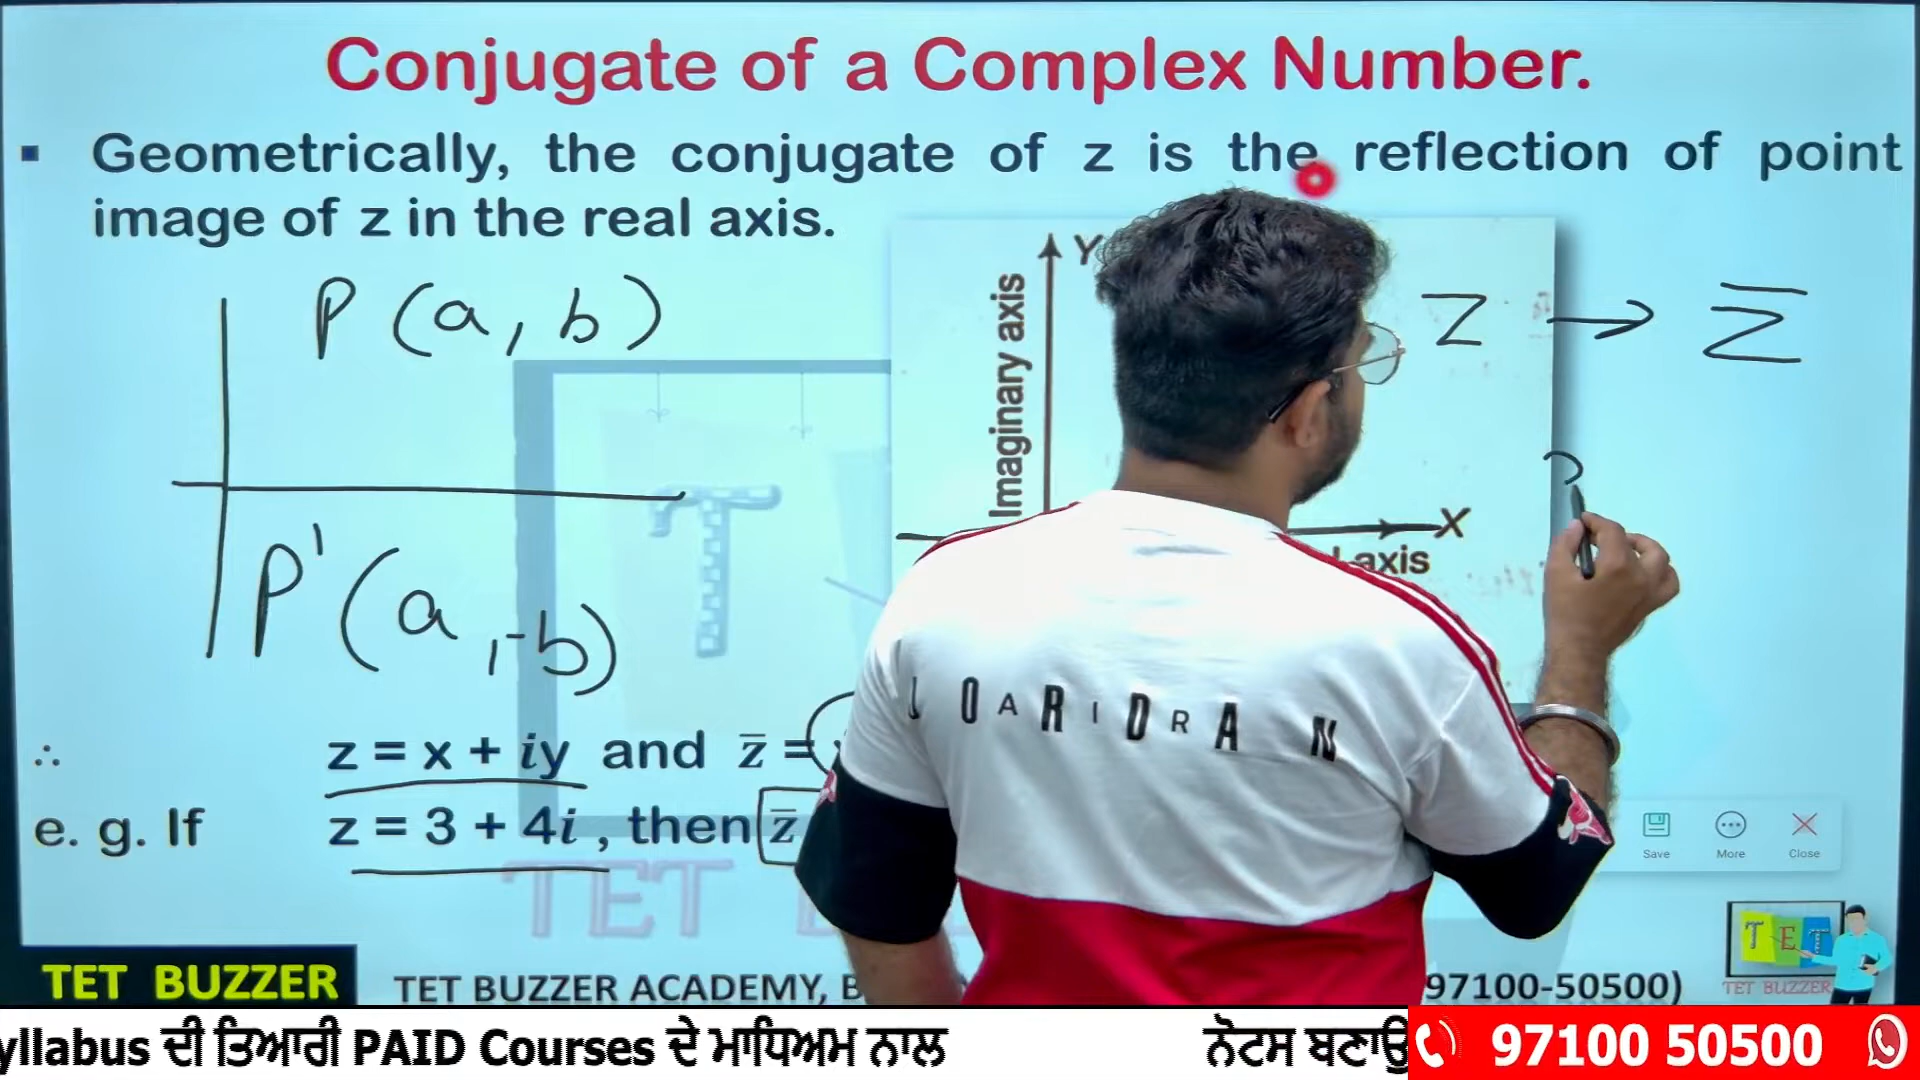 Conjugate of a Complex Number.
▪ Geometrically, the conjugate of z is the reflection of point
image of z in the real axis.
P (a, b)
Y
Imaginary axis
Z → Z̅
X
axis
P' (a, -b)
∴ z = x + iy and z̅ =
e. g. If z = 3 + 4i , then z̅
LOARIDRAN
Save More Close
TET
TET BUZZER
TET BUZZER
TET BUZZER ACADEMY, B
97100-50500)
yllabus ਦੀ ਤਿਆਰੀ PAID Courses ਦੇ ਮਾਧਿਅਮ ਨਾਲ
ਨੋਟਸ ਬਣਾਉ
97100 50500